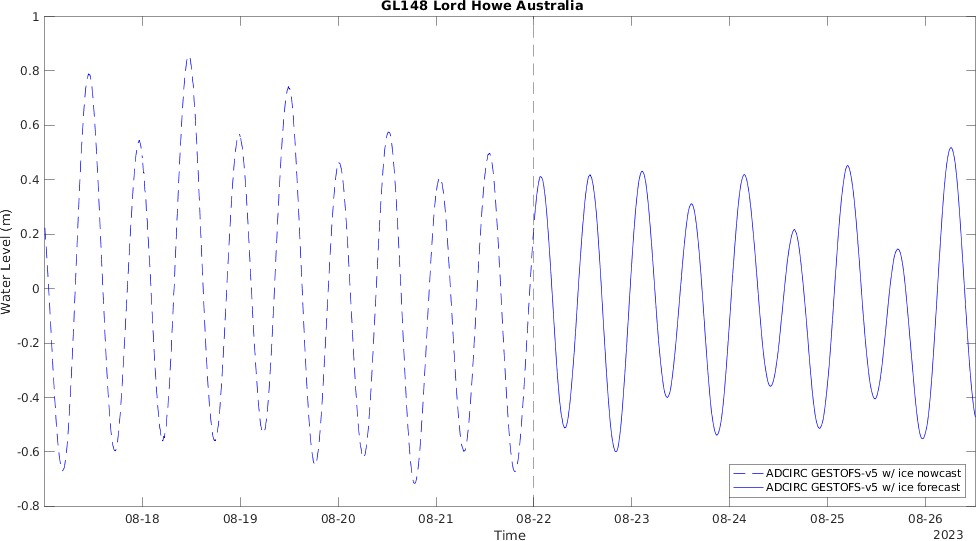 GL148 Lord Howe Australia
1
0.8
0.6
0.4
0.2
0
-0.2
-0.4
-0.6
-0.8
Water Level (m)
ADCIRC GESTOFS-v5 w/ ice nowcast
ADCIRC GESTOFS-v5 w/ ice forecast
08-18 08-19 08-20 08-21 08-22 08-23 08-24 08-25 08-26
Time
2023